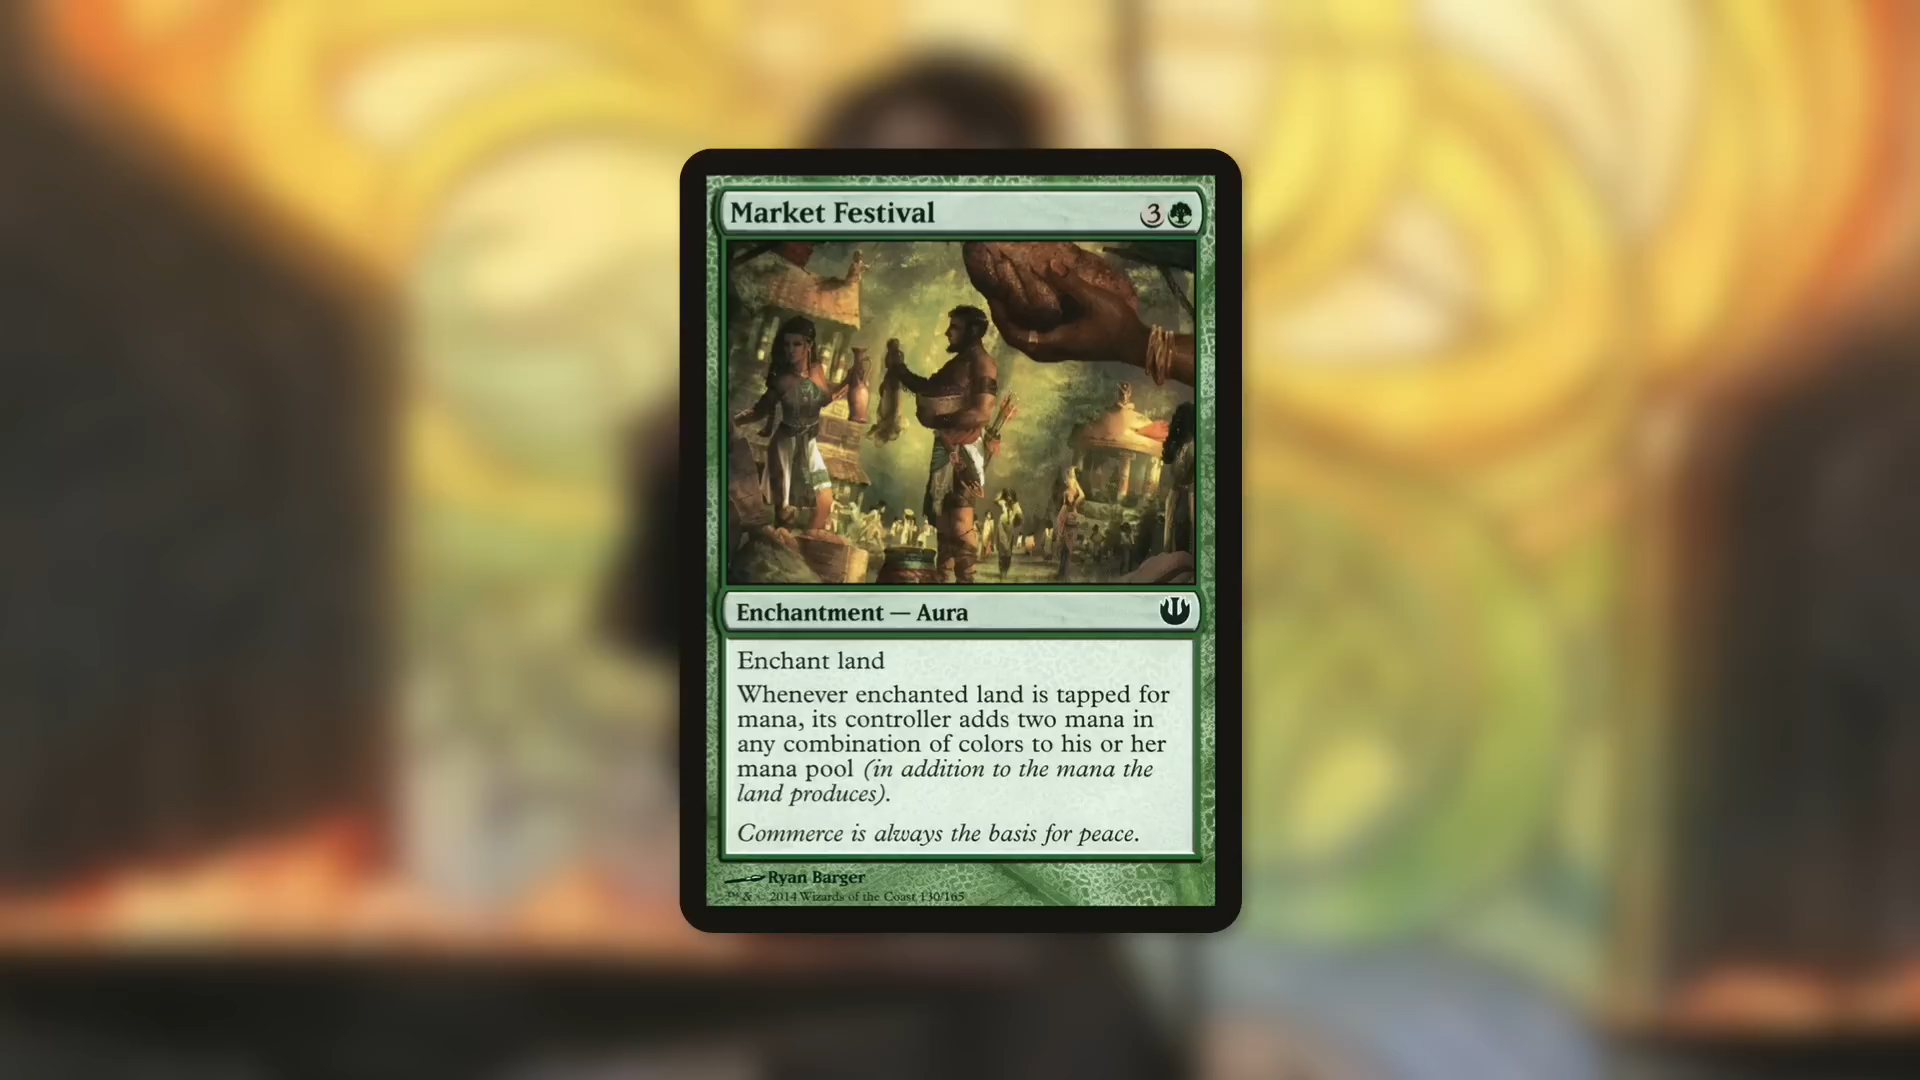 Market Festival 3
Enchantment — Aura
Enchant land
Whenever enchanted land is tapped for
mana, its controller adds two mana in
any combination of colors to his or her
mana pool (in addition to the mana the
land produces).
Commerce is always the basis for peace.
Ryan Barger
™ & © 2014 Wizards of the Coast 130/165